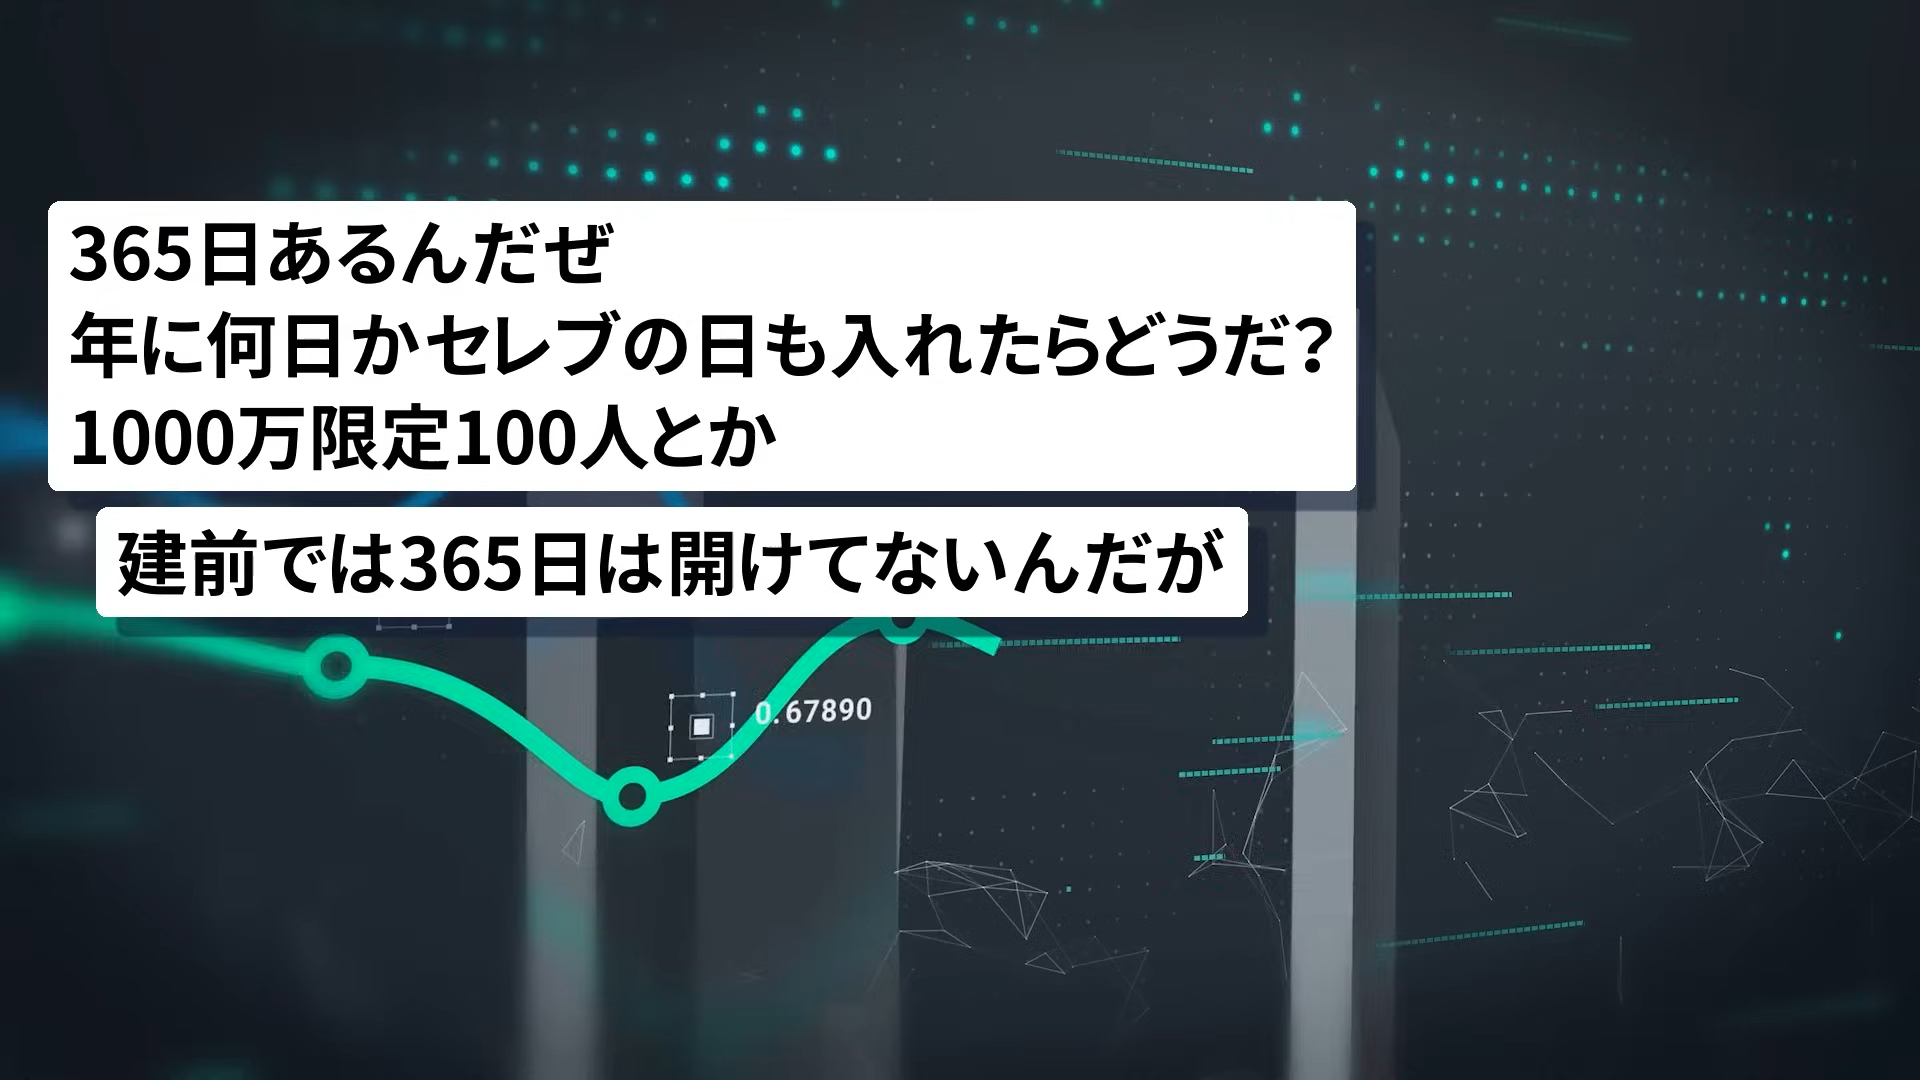 365日あるんだぜ
年に何日かセレブの日も入れたらどうだ？
1000万限定100人とか
建前では365日は開けてないんだが
0.67890